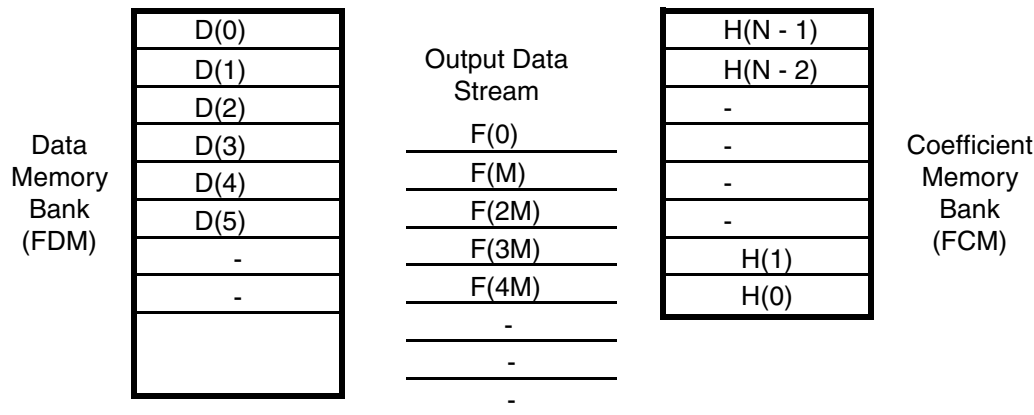 Data
Memory
Bank
(FDM)
D(0)
D(1)
D(2)
D(3)
D(4)
D(5)
-
-
Output Data
Stream
F(0)
F(M)
F(2M)
F(3M)
F(4M)
-
-
-
H(N - 1)
H(N - 2)
-
-
-
-
H(1)
H(0)
Coefficient
Memory
Bank
(FCM)